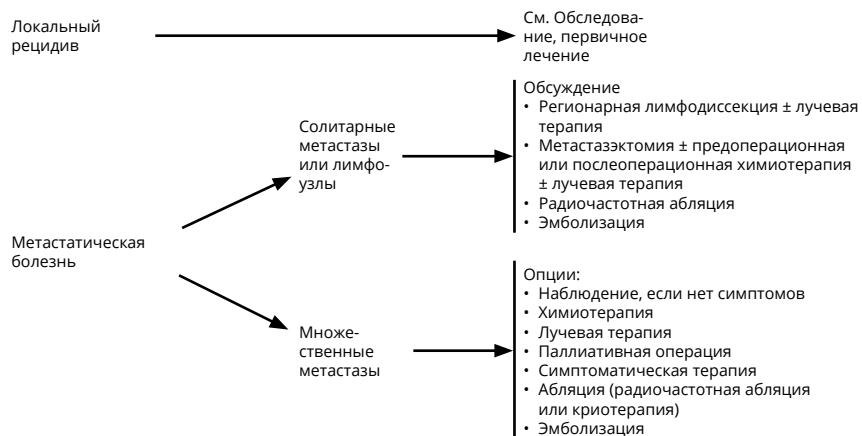 Локальный
рецидив
См. Обследова-
ние, первичное
лечение
Метастатическая
болезнь
Солитарные
метастазы
или лимфо-
узлы
Обсуждение
• Регионарная лимфодиссекция ± лучевая
терапия
• Метастазэктомия ± предоперационная
или послеоперационная химиотерапия
± лучевая терапия
• Радиочастотная абляция
• Эмболизация
Множе-
ственные
метастазы
Опции:
• Наблюдение, если нет симптомов
• Химиотерапия
• Лучевая терапия
• Паллиативная операция
• Симптоматическая терапия
• Абляция (радиочастотная абляция
или криотерапия)
• Эмболизация